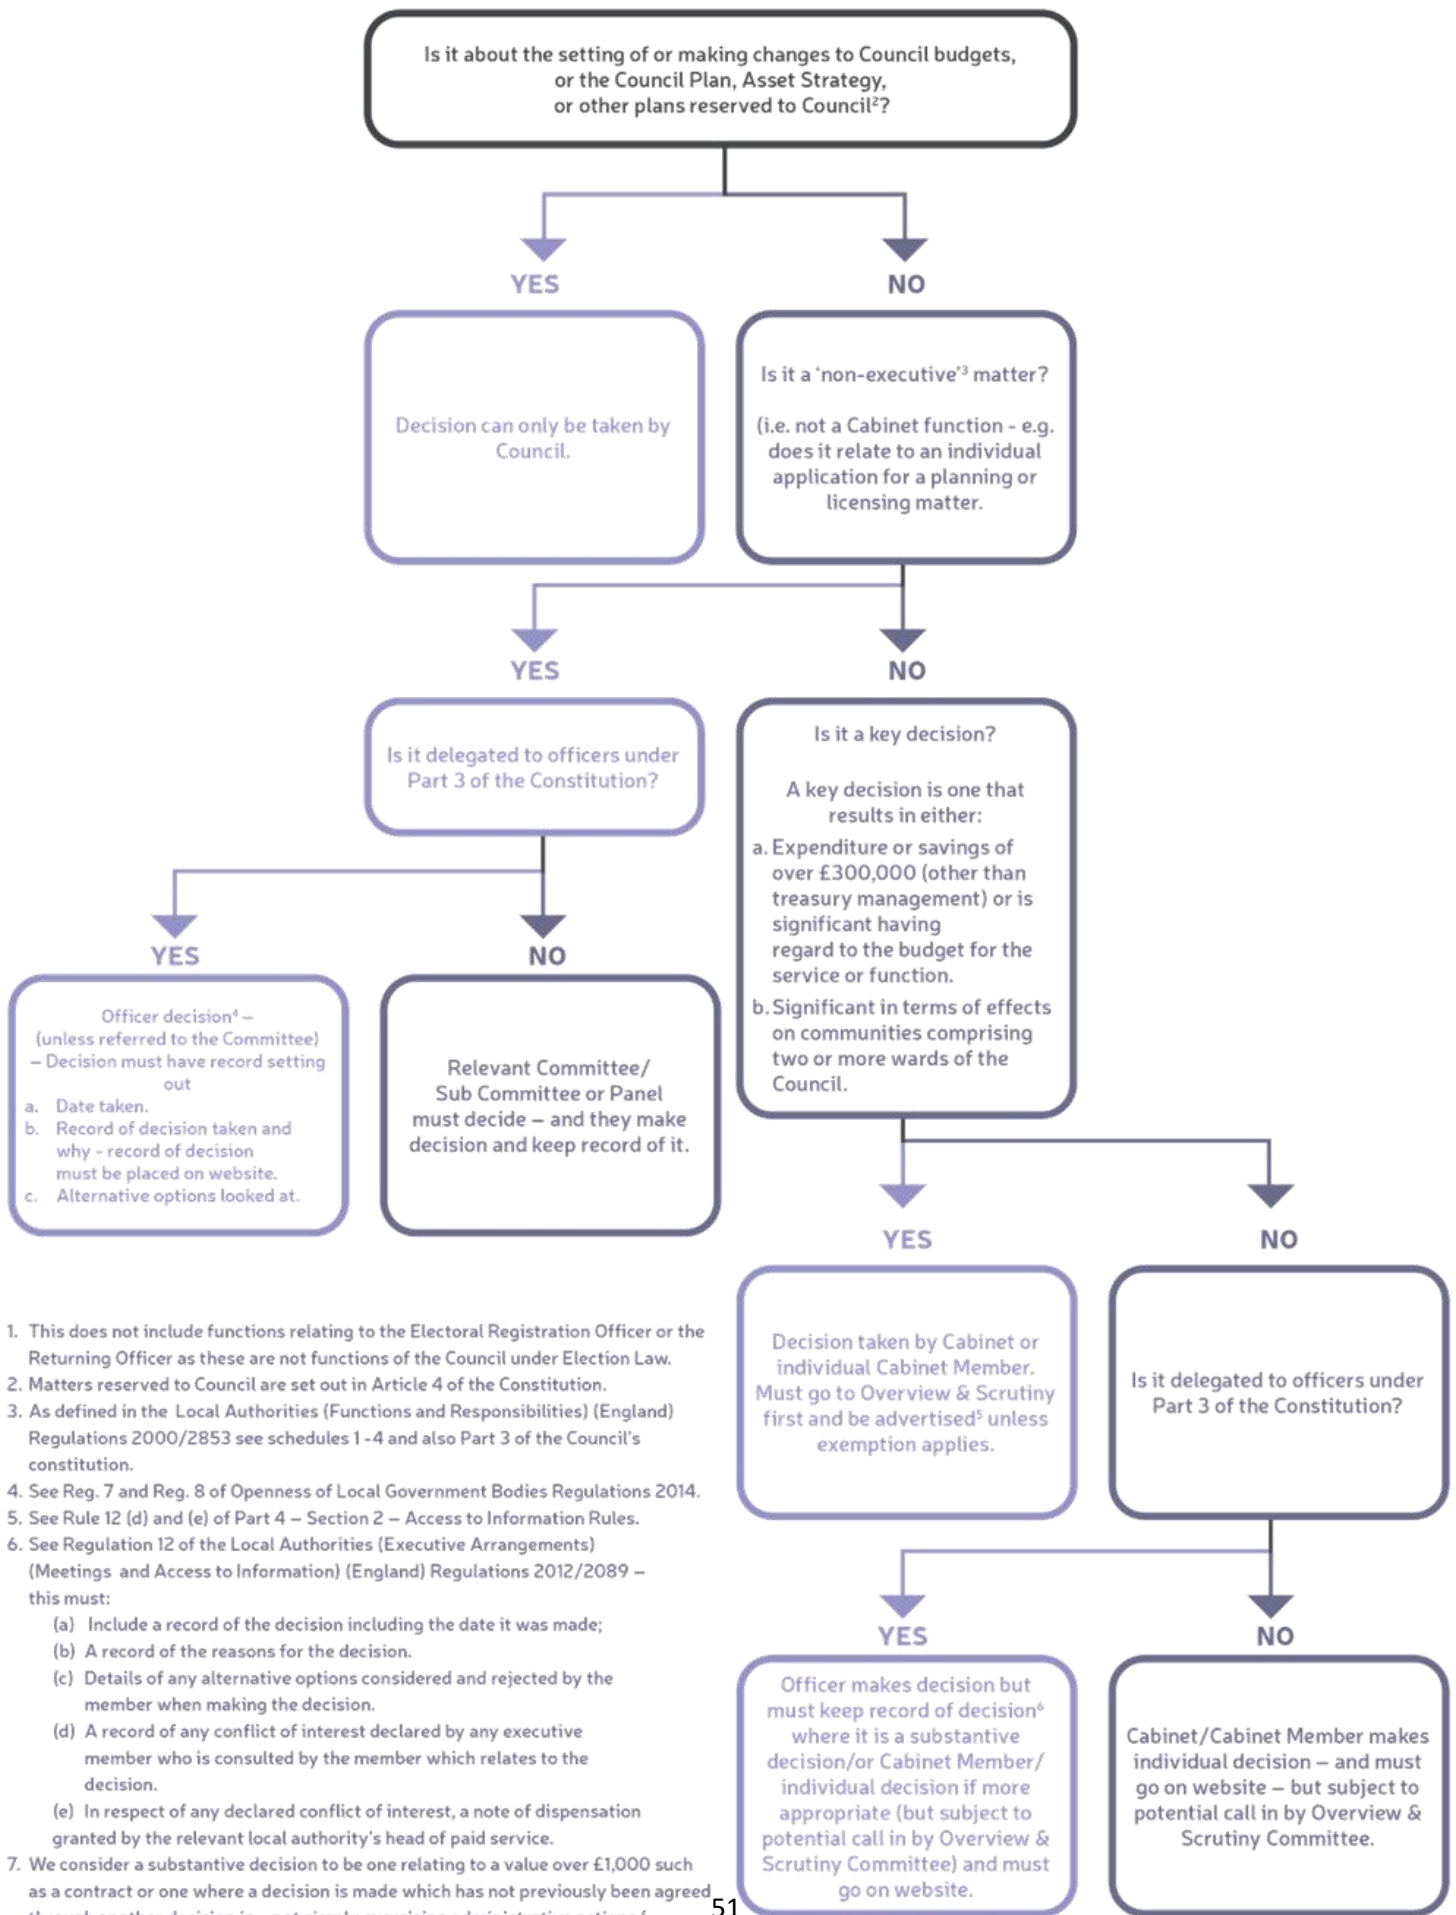 Is it about the setting of or making changes to Council budgets,
or the Council Plan, Asset Strategy,
or other plans reserved to Council²?
YES
NO
Decision can only be taken by
Council.
Is it a ‘non-executive’³ matter?
(i.e. not a Cabinet function - e.g.
does it relate to an individual
application for a planning or
licensing matter.
YES
NO
Is it delegated to officers under
Part 3 of the Constitution?
Is it a key decision?
A key decision is one that
results in either:
a. Expenditure or savings of
over £300,000 (other than
treasury management) or is
significant having
regard to the budget for the
service or function.
b. Significant in terms of effects
on communities comprising
two or more wards of the
Council.
YES
NO
Officer decision⁴ –
(unless referred to the Committee)
– Decision must have record setting
out
a. Date taken.
b. Record of decision taken and
why - record of decision
must be placed on website.
c. Alternative options looked at.
Relevant Committee/
Sub Committee or Panel
must decide – and they make
decision and keep record of it.
YES
NO
Decision taken by Cabinet or
individual Cabinet Member.
Must go to Overview & Scrutiny
first and be advertised⁵ unless
exemption applies.
Is it delegated to officers under
Part 3 of the Constitution?
YES
NO
Officer makes decision but
must keep record of decision⁶
where it is a substantive
decision/or Cabinet Member/
individual decision if more
appropriate (but subject to
potential call in by Overview &
Scrutiny Committee) and must
go on website.
Cabinet/Cabinet Member makes
individual decision – and must
go on website – but subject to
potential call in by Overview &
Scrutiny Committee.
1. This does not include functions relating to the Electoral Registration Officer or the
Returning Officer as these are not functions of the Council under Election Law.
2. Matters reserved to Council are set out in Article 4 of the Constitution.
3. As defined in the Local Authorities (Functions and Responsibilities) (England)
Regulations 2000/2853 see schedules 1 -4 and also Part 3 of the Council’s
constitution.
4. See Reg. 7 and Reg. 8 of Openness of Local Government Bodies Regulations 2014.
5. See Rule 12 (d) and (e) of Part 4 – Section 2 – Access to Information Rules.
6. See Regulation 12 of the Local Authorities (Executive Arrangements)
(Meetings and Access to Information) (England) Regulations 2012/2089 –
this must:
(a) Include a record of the decision including the date it was made;
(b) A record of the reasons for the decision.
(c) Details of any alternative options considered and rejected by the
member when making the decision.
(d) A record of any conflict of interest declared by any executive
member who is consulted by the member which relates to the
decision.
(e) In respect of any declared conflict of interest, a note of dispensation
granted by the relevant local authority’s head of paid service.
7. We consider a substantive decision to be one relating to a value over £1,000 such
as a contract or one where a decision is made which has not previously been agreed
51